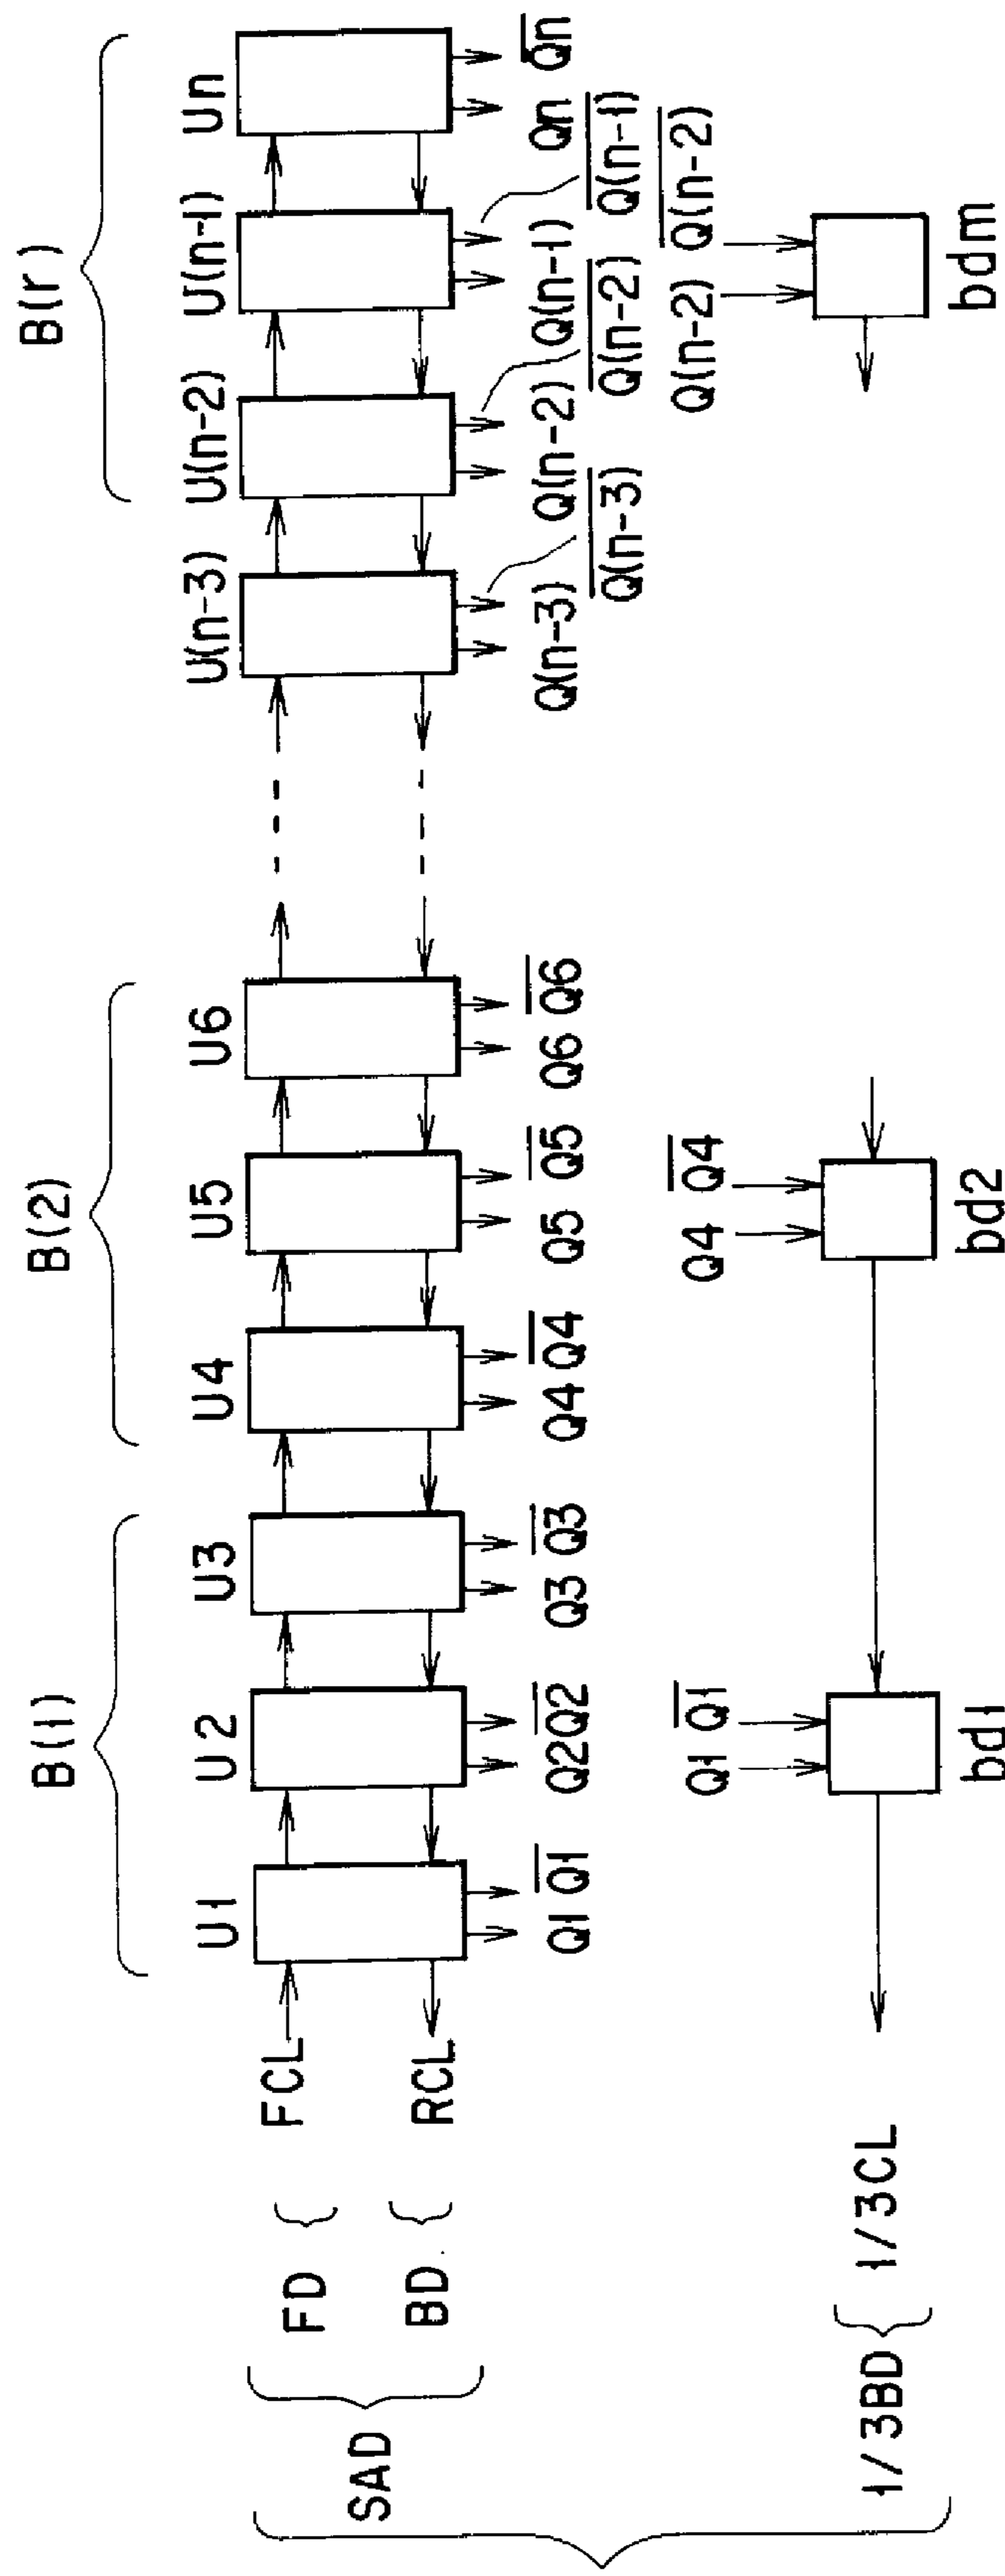 B(1) B(2) B(r)
U1 U2 U3 U4 U5 U6 U(n-3) U(n-2) U(n-1) Un
SAD
FD FCL
BD RCL
Q1 Q̅1̅ Q2 Q̅2̅ Q3 Q̅3̅ Q4 Q̅4̅ Q5 Q̅5̅ Q6 Q̅6̅ Q(n-3) Q(n-2) Q(n-1) Qn Q̅n̅
Q̅(̅n̅-̅3̅)̅ Q̅(̅n̅-̅2̅)̅ Q̅(̅n̅-̅1̅)̅
Q1 Q̅1̅ Q4 Q̅4̅ Q(n-2) Q̅(̅n̅-̅2̅)̅
1/3BD 1/3CL
bd1 bd2 bdm